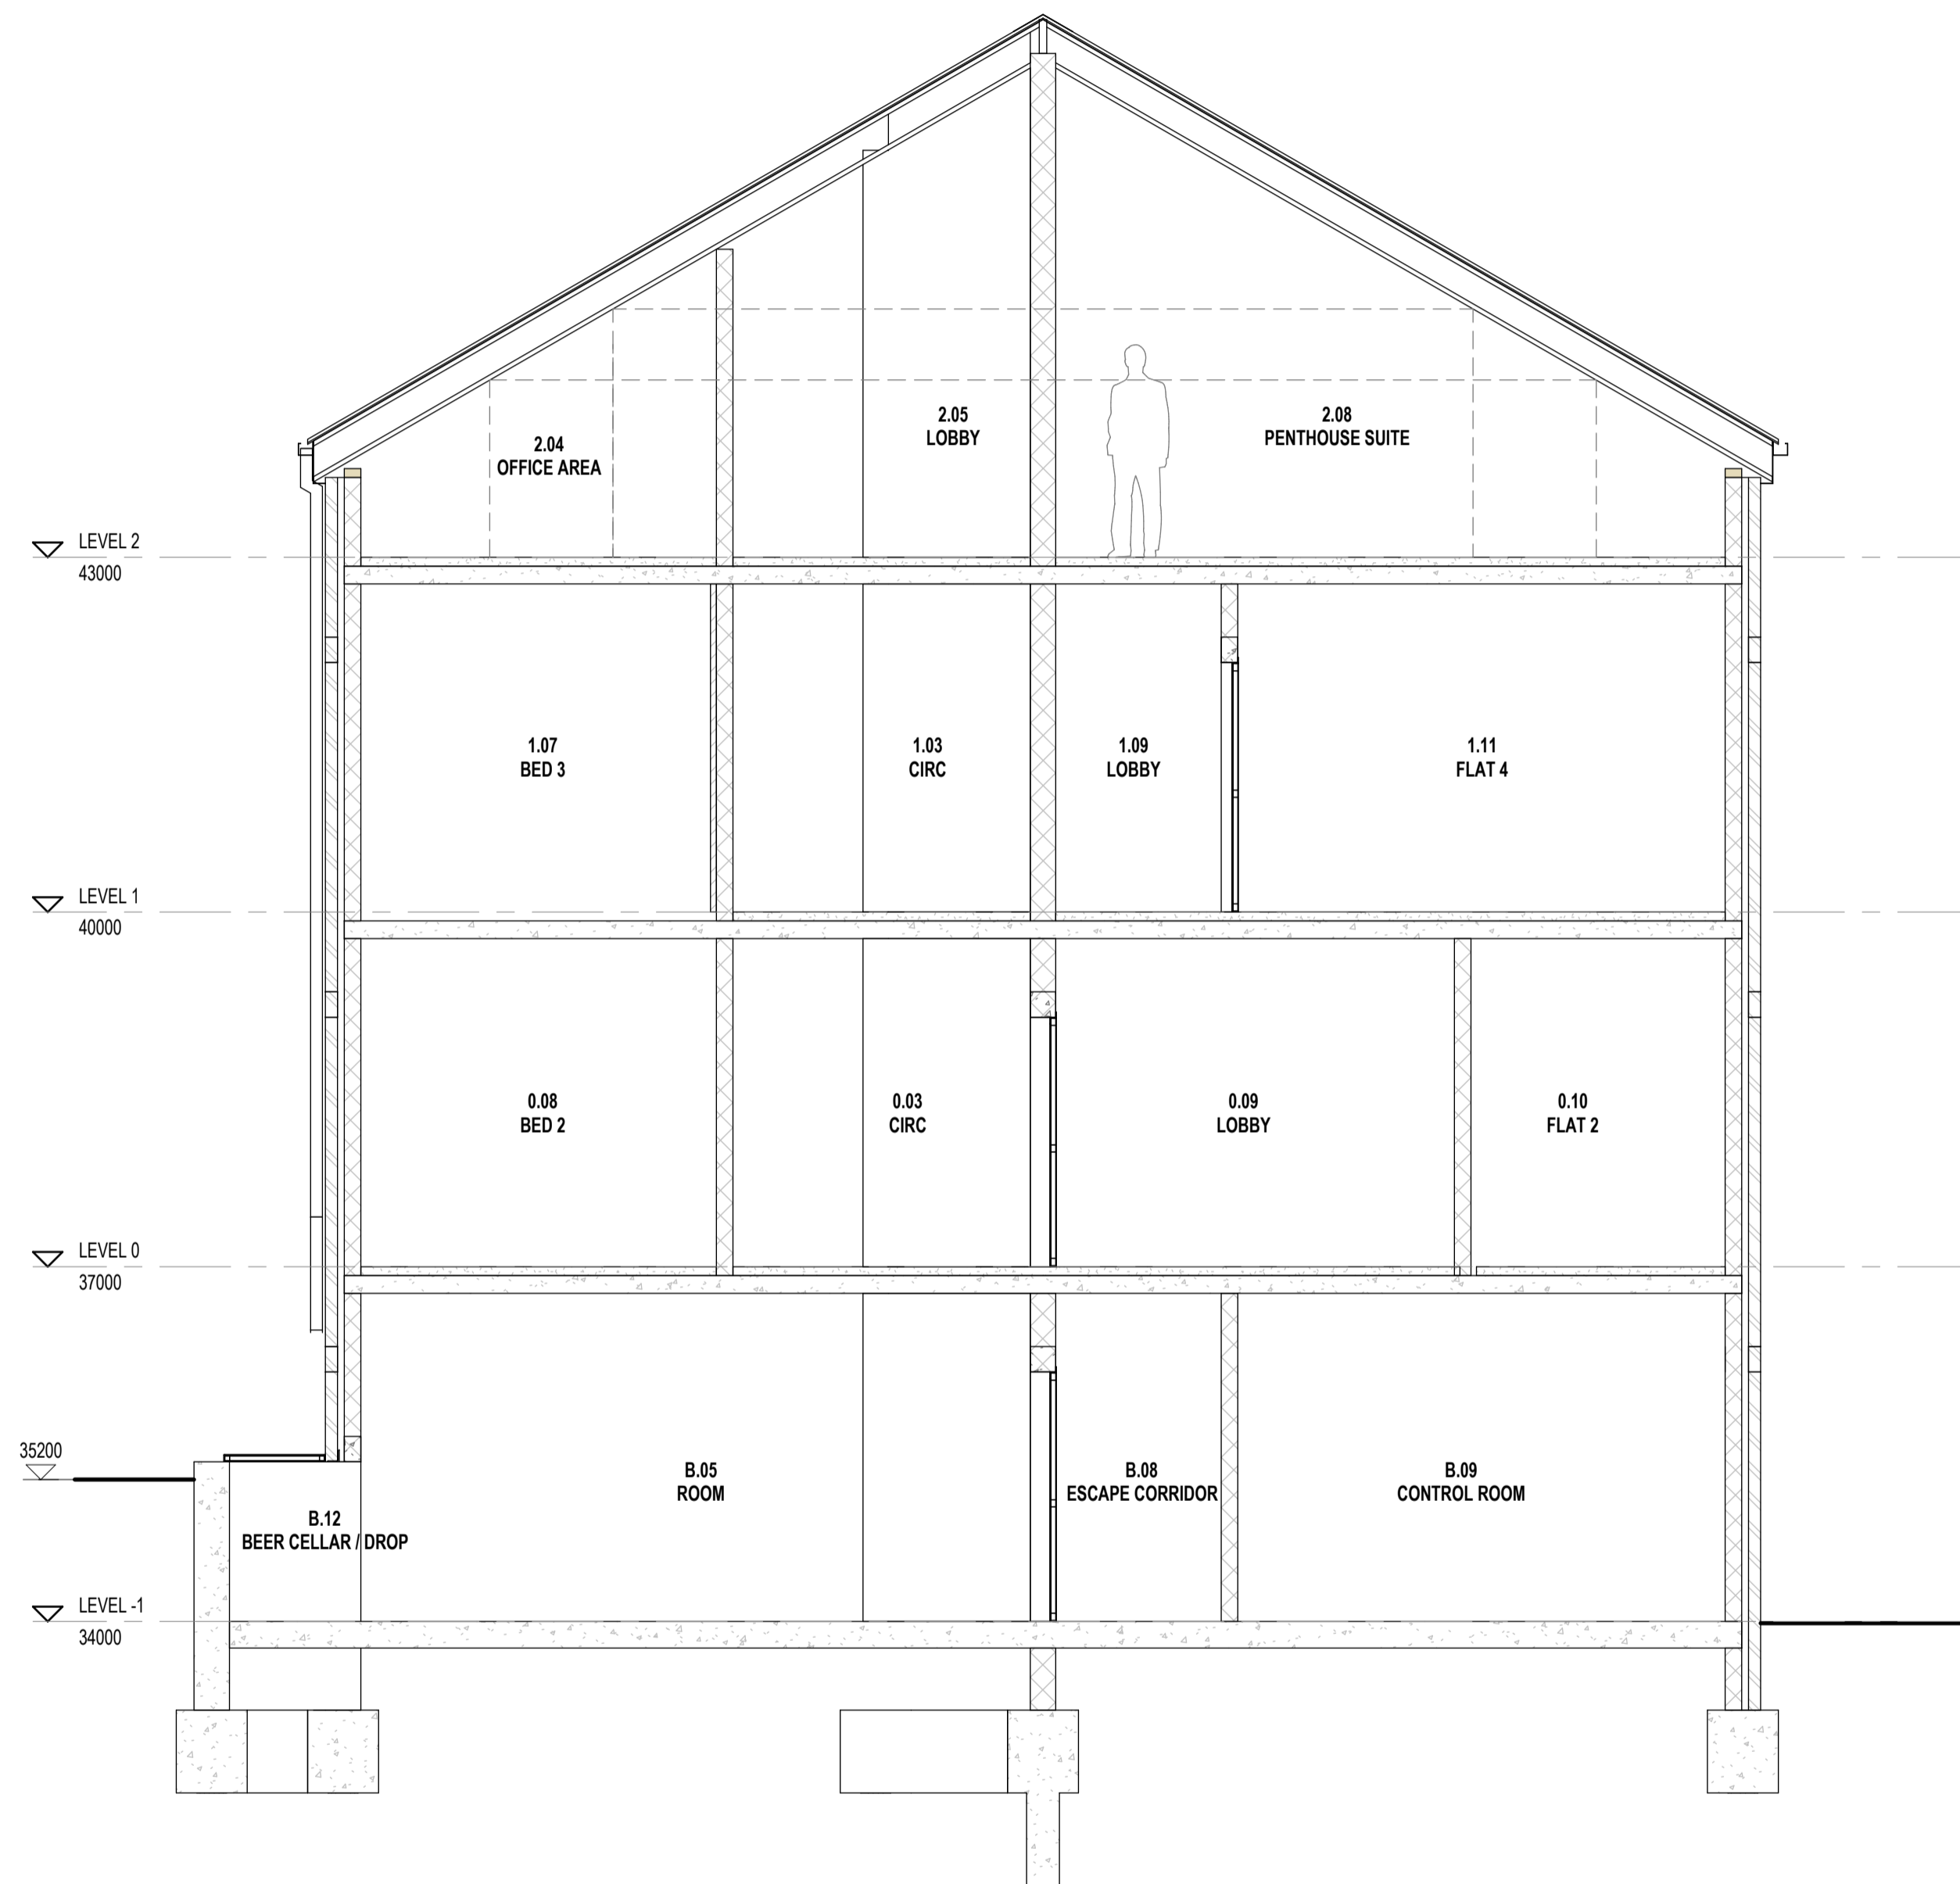 2.05
LOBBY
2.08
PENTHOUSE SUITE
2.04
OFFICE AREA
LEVEL 2
43000
1.07
BED 3
1.03
CIRC
1.09
LOBBY
1.11
FLAT 4
LEVEL 1
40000
0.08
BED 2
0.03
CIRC
0.09
LOBBY
0.10
FLAT 2
LEVEL 0
37000
35200
B.05
ROOM
B.08
ESCAPE CORRIDOR
B.09
CONTROL ROOM
B.12
BEER CELLAR / DROP
LEVEL -1
34000